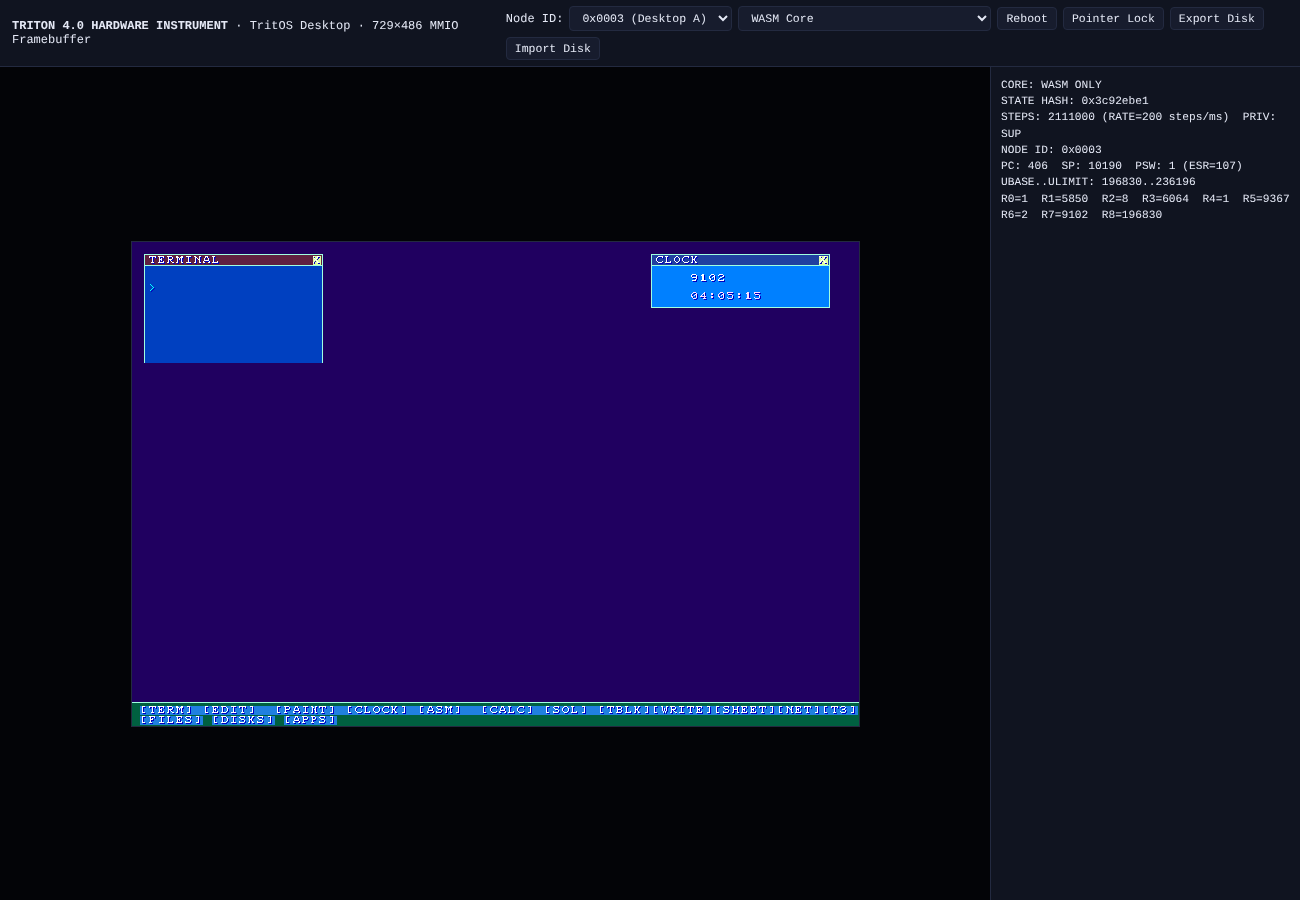 TRITON 4.0 HARDWARE INSTRUMENT · TritOS Desktop · 729×486 MMIO
Framebuffer
Node ID: 0x0003 (Desktop A) WASM Core Reboot Pointer Lock Export Disk
Import Disk
CORE: WASM ONLY
STATE HASH: 0x3c92ebe1
STEPS: 2111000 (RATE=200 steps/ms) PRIV:
SUP
NODE ID: 0x0003
PC: 406 SP: 10190 PSW: 1 (ESR=107)
UBASE..ULIMIT: 196830..236196
R0=1 R1=5850 R2=8 R3=6064 R4=1 R5=9367
R6=2 R7=9102 R8=196830
TERMINAL
>
CLOCK
9102
04:05:15
[TERM] [EDIT] [PAINT] [CLOCK] [ASM] [CALC] [SOL] [TBLK][WRITE][SHEET][NET][T3]
[FILES] [DISKS] [APPS]